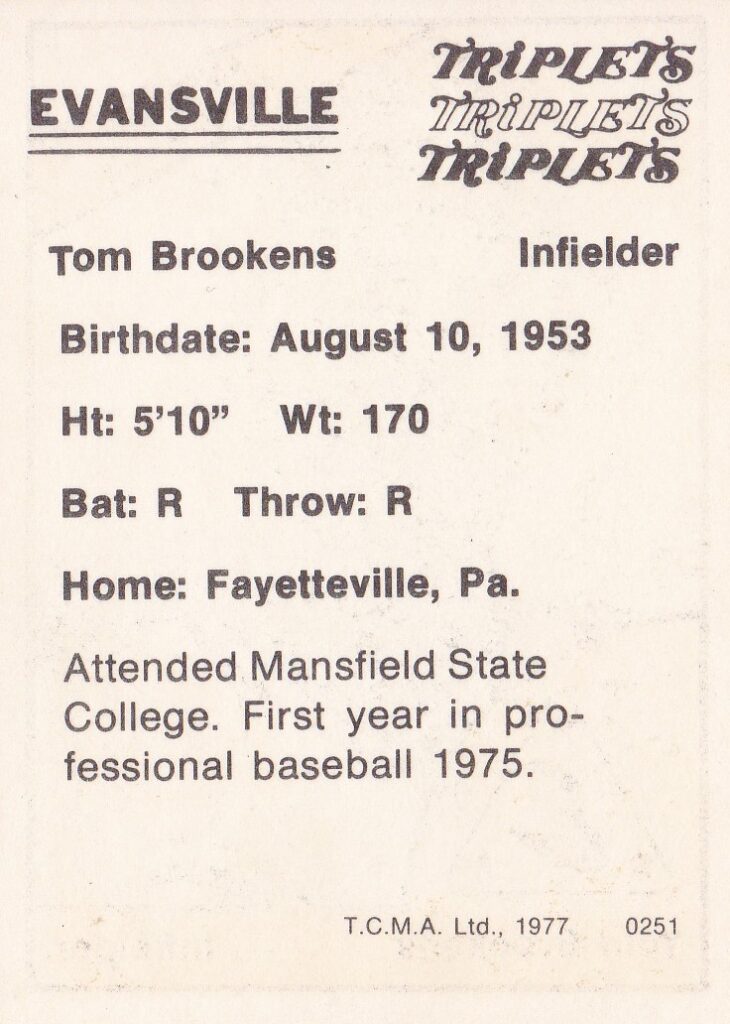 EVANSVILLE
TRiPLETS
TRiPLETS
TRiPLETS
Tom Brookens Infielder
Birthdate: August 10, 1953
Ht: 5'10” Wt: 170
Bat: R Throw: R
Home: Fayetteville, Pa.
Attended Mansfield State
College. First year in pro-
fessional baseball 1975.
T.C.M.A. Ltd., 1977 0251